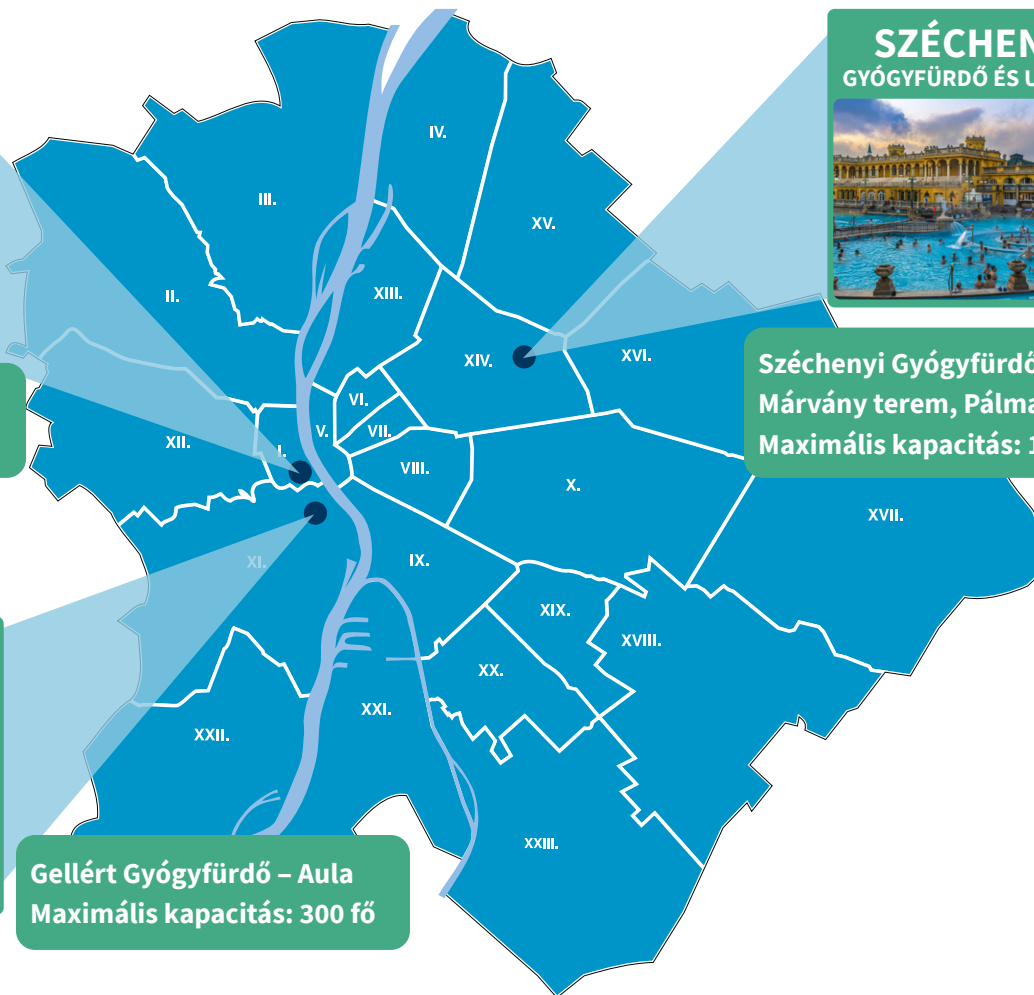 SZÉCHEN
GYÓGYFÜRDŐ ÉS U
IV.
III.
XV.
II.
XIII.
XIV.
XVI.
VI.
V.
VII.
XII.
I.
VIII.
X.
XVII.
XI.
IX.
XIX.
XVIII.
XX.
XXI.
XXII.
XXIII.
Széchenyi Gyógyfürdő
Márvány terem, Pálma
Maximális kapacitás: 1
Gellért Gyógyfürdő – Aula
Maximális kapacitás: 300 fő